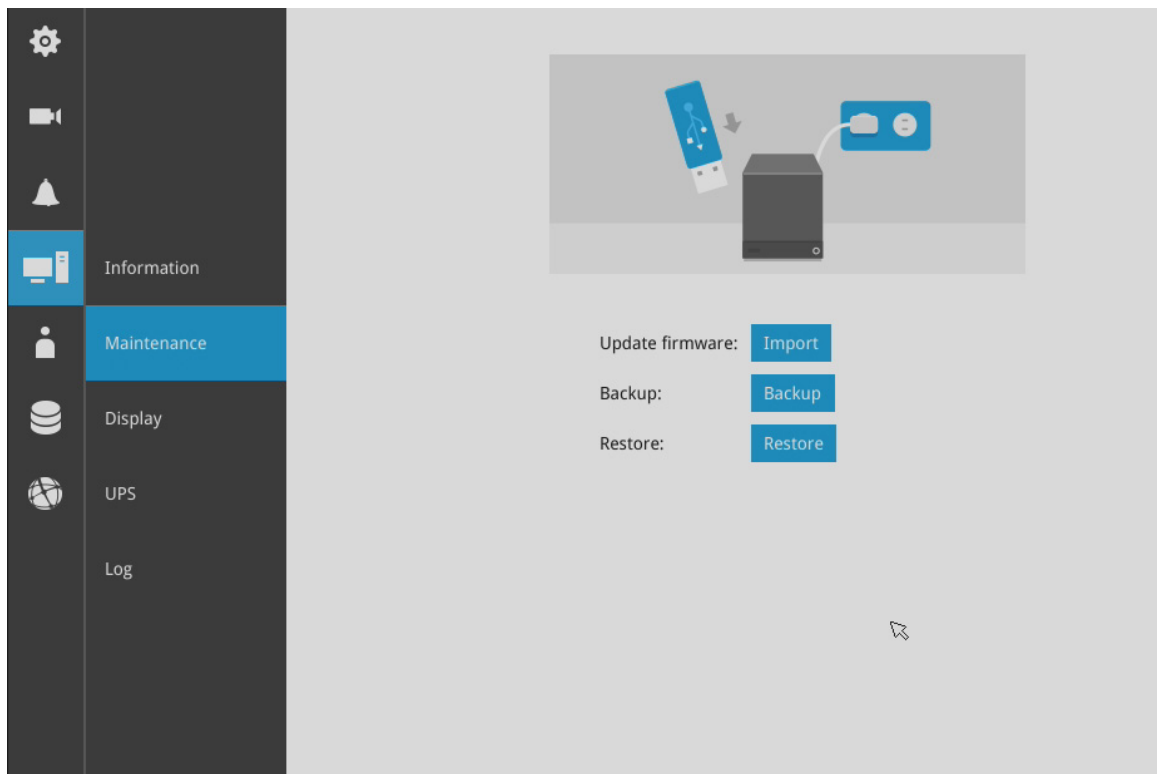 Information
Maintenance
Display
UPS
Log
Update firmware: Import
Backup: Backup
Restore: Restore